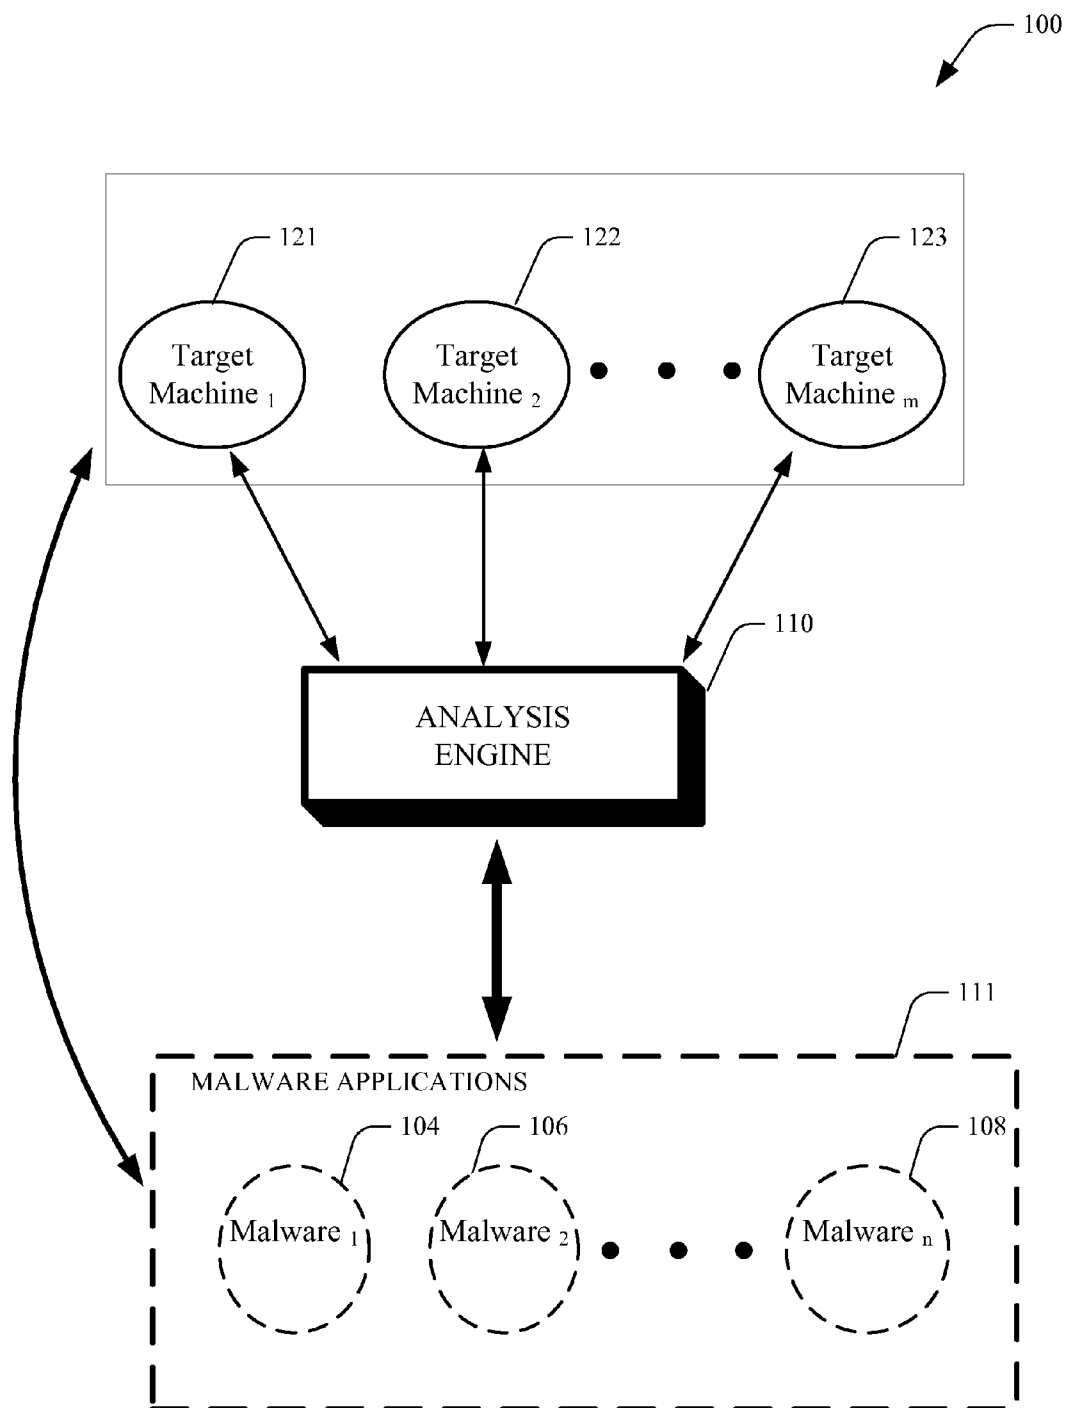 100
121
122
123
Target
Machine 1
Target
Machine 2
Target
Machine m
110
ANALYSIS
ENGINE
111
MALWARE APPLICATIONS
104
106
108
Malware 1
Malware 2
Malware n